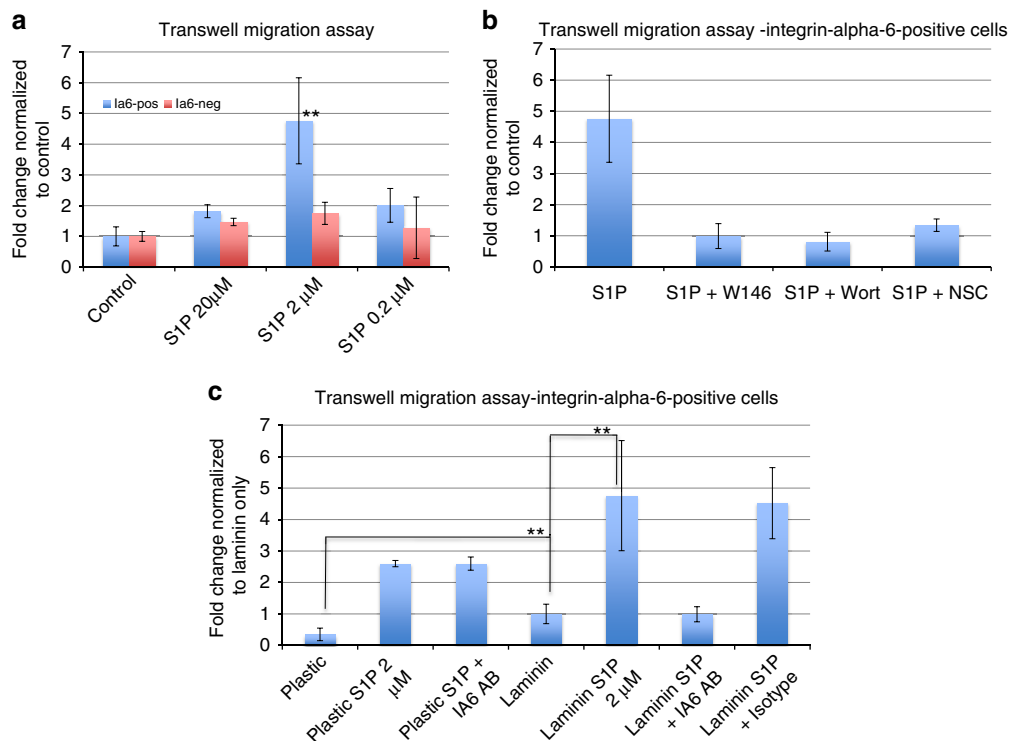 a
Transwell migration assay
Fold change normalized
to control
7
6
5
4
3
2
1
0
Ia6-pos
Ia6-neg
**
Control
S1P 20μM
S1P 2 μM
S1P 0.2 μM
b
Transwell migration assay -integrin-alpha-6-positive cells
Fold change normalized
to control
7
6
5
4
3
2
1
0
S1P
S1P + W146
S1P + Wort
S1P + NSC
c
Transwell migration assay-integrin-alpha-6-positive cells
Fold change normalized
to laminin only
7
6
5
4
3
2
1
0
**
**
Plastic
Plastic S1P 2
μM
Plastic S1P +
IA6 AB
Laminin
Laminin S1P
2 μM
Laminin S1P
+ IA6 AB
Laminin S1P
+ Isotype